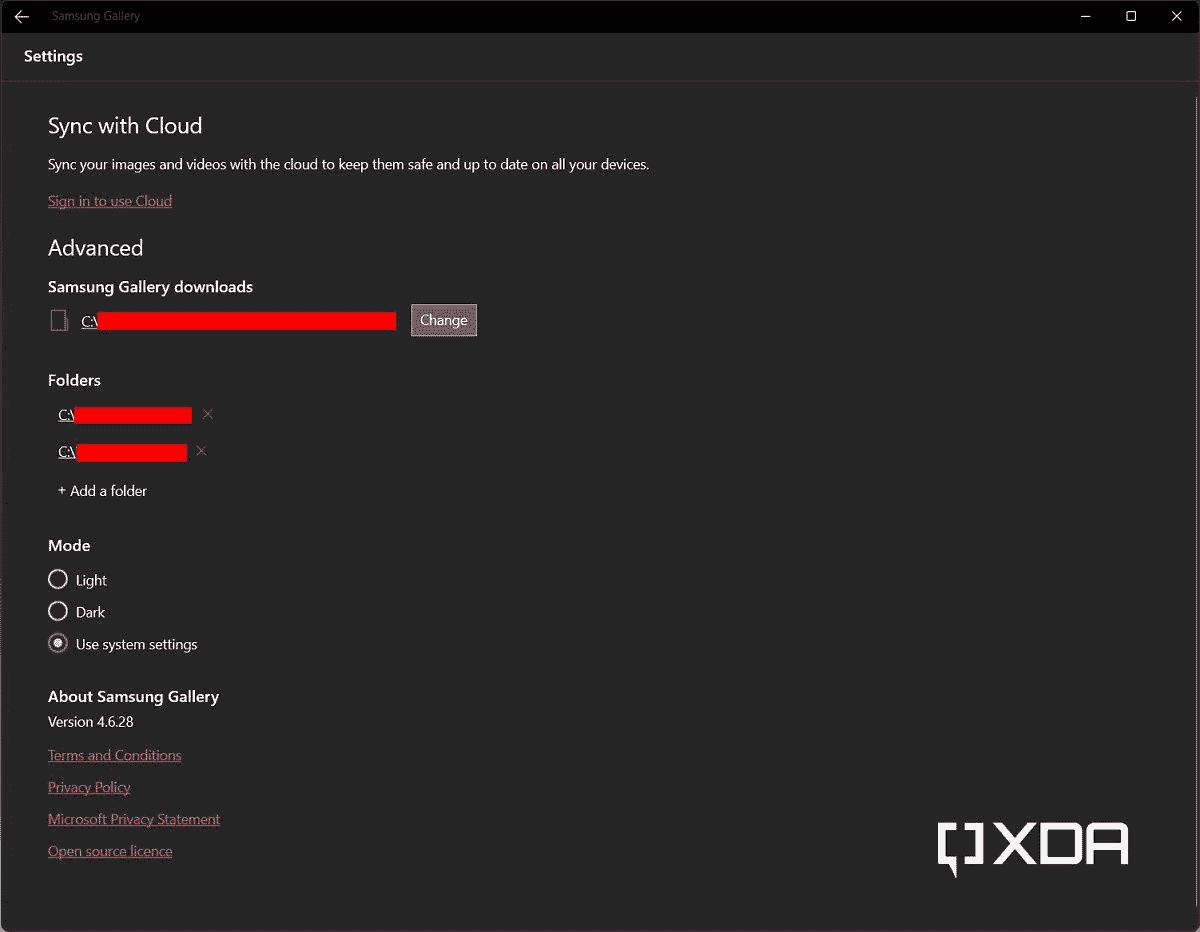 Samsung Gallery
Settings
Sync with Cloud
Sync your images and videos with the cloud to keep them safe and up to date on all your devices.
Sign in to use Cloud
Advanced
Samsung Gallery downloads
C:\
Change
Folders
C:\
C:\
+ Add a folder
Mode
Light
Dark
Use system settings
About Samsung Gallery
Version 4.6.28
Terms and Conditions
Privacy Policy
Microsoft Privacy Statement
Open source licence
XDA